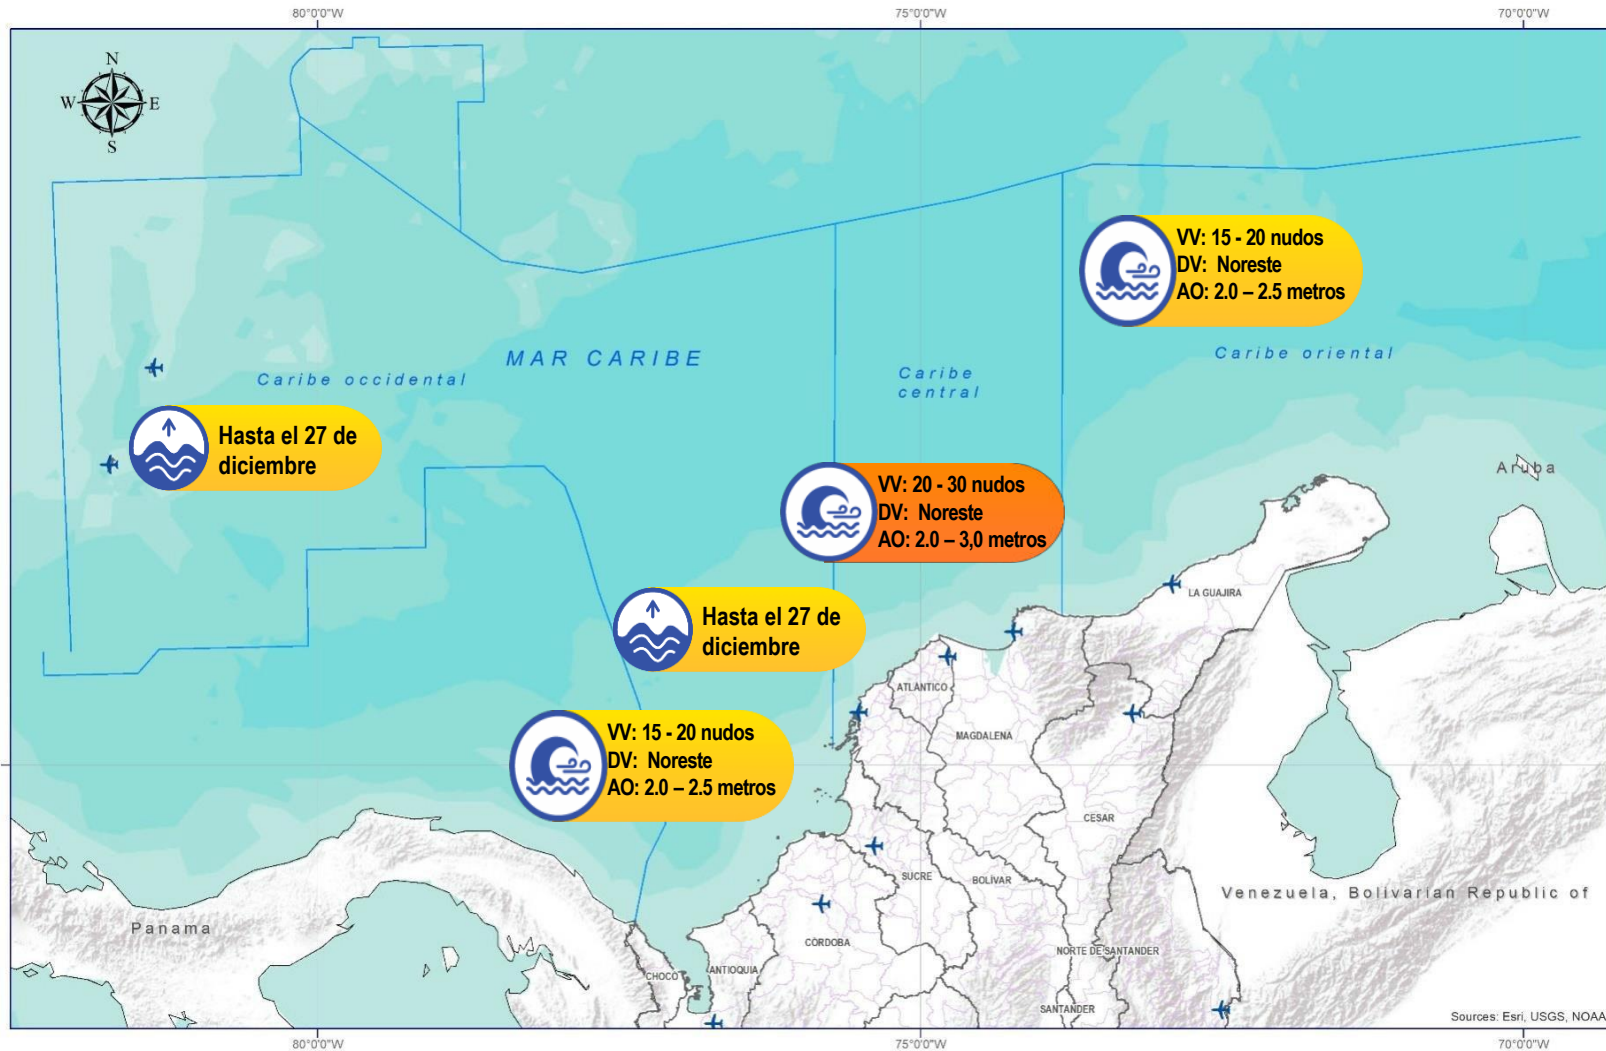 80°0'0"W
75°0'0"W
70°0'0"W
N
W
E
S
VV: 15 - 20 nudos
DV: Noreste
AO: 2.0 – 2.5 metros
MAR CARIBE
Caribe occidental
Caribe
central
Caribe oriental
Hasta el 27 de
diciembre
VV: 20 - 30 nudos
DV: Noreste
AO: 2.0 – 3,0 metros
Aruba
LA GUAJIRA
Hasta el 27 de
diciembre
ATLÁNTICO
MAGDALENA
VV: 15 - 20 nudos
DV: Noreste
AO: 2.0 – 2.5 metros
CESAR
SUCRE
BOLÍVAR
Venezuela, Bolivarian Republic of
Panama
CÓRDOBA
NORTE DE SANTANDER
CHOCÓ
ANTIOQUIA
SANTANDER
Sources: Esri, USGS, NOAA
80°0'0"W
75°0'0"W
70°0'0"W